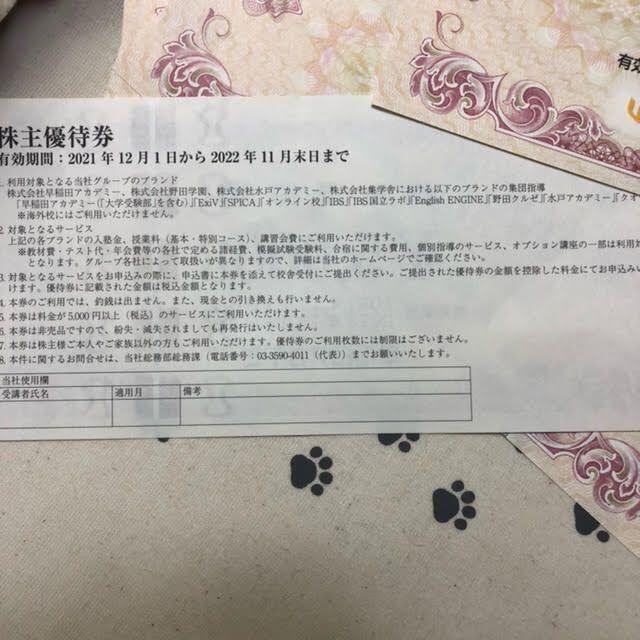 株主優待券
有効期間：2021年12月1日から2022年11月末日まで
1. 利用対象となる当社グループのブランド
株式会社早稲田アカデミー、株式会社野田学園、株式会社水戸アカデミー、株式会社集学舎における以下のブランドの集団指導
「早稲田アカデミー（「大学受験部」を含む）」「ExiV」「SPICA」「オンライン校」「IBS」「IBS国立ラボ」「English ENGINE」「野田クルゼ」「水戸アカデミー」「クオ
※海外校にはご利用いただけません。
2. 対象となるサービス
上記の各ブランドの入塾金、授業料（基本・特別コース）、講習会費にご利用いただけます。
※教材費・テスト代・年会費等の各社で定める諸経費、模擬試験受験料、合宿に関する費用、個別指導のサービス、オプション講座の一部は利用対
となります。グループ各社によって取扱いが異なりますので、詳細は当社のホームページでご確認ください。
3. 対象となるサービスをお申込みの際に、申込書に本券を添えて校舎受付にご提出ください。ご提出された優待券の金額を控除した料金にてお申込み
けます。優待券に記載された金額は税込金額となります。
4. 本券のご利用では、釣銭は出ません。また、現金との引き換えも行いません。
5. 本券は料金が5,000円以上（税込）のサービスにご利用いただけます。
6. 本券は非売品ですので、紛失・滅失されましても再発行はいたしません。
7. 本券は株主様ご本人やご家族以外の方もご利用いただけます。優待券のご利用枚数には制限はございません。
8. 本件に関するお問合せは、当社総務部総務課（電話番号：03-3590-4011（代表））までお願いいたします。
当社使用欄
受講者氏名 適用月 備考
有効